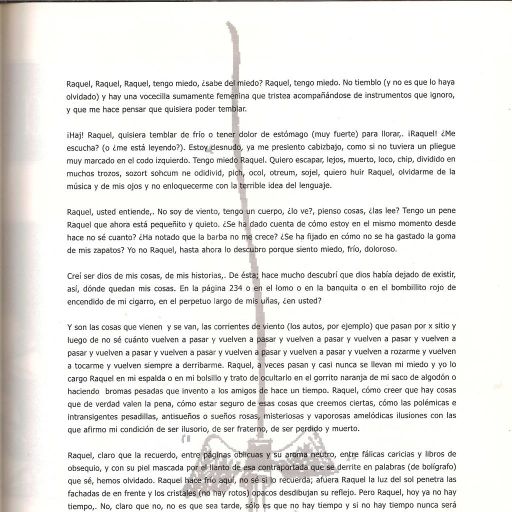 Raquel, Raquel, Raquel, tengo miedo, ¿sabe del miedo? Raquel, tengo miedo. No tiemblo (y no es que lo haya
olvidado) y hay una vocecilla sumamente femenina que tristea acompañándose de instrumentos que ignoro,
y que me hace pensar que quisiera poder temblar.
¡Haj! Raquel, quisiera temblar de frío o tener dolor de estómago (muy fuerte) para llorar,. ¡Raquel! ¿Me
escucha? (o ¿me está leyendo?). Estoy desnudo, ya me presiento cabizbajo, como si no tuviera un pliegue
muy marcado en el codo izquierdo. Tengo miedo Raquel. Quiero escapar, lejos, muerto, loco, chip, dividido en
muchos trozos, sozort sohcum ne odidivid, pich, ocol, otreum, sojel, quiero huir Raquel, olvidarme de la
música y de mis ojos y no enloquecerme con la terrible idea del lenguaje.
Raquel, usted entiende,. No soy de viento, tengo un cuerpo, ¿lo ve?, pienso cosas, ¿las lee? Tengo un pene
Raquel que ahora está pequeñito y quieto. ¿Se ha dado cuenta de cómo estoy en el mismo momento desde
hace no sé cuanto? ¿Ha notado que la barba no me crece? ¿Se ha fijado en cómo no se ha gastado la goma
de mis zapatos? Yo no Raquel, hasta ahora lo descubro porque siento miedo, frío, doloroso.
Creí ser dios de mis cosas, de mis historias,. De ésta; hace mucho descubrí que dios había dejado de existir,
así, dónde quedan mis cosas. En la página 234 o en el lomo o en la banquita o en el bombillito rojo de
encendido de mi cigarro, en el perpetuo largo de mis uñas, ¿en usted?
Y son las cosas que vienen y se van, las corrientes de viento (los autos, por ejemplo) que pasan por x sitio y
luego de no sé cuánto vuelven a pasar y vuelven a pasar y vuelven a pasar y vuelven a pasar y vuelven a
pasar y vuelven a pasar y vuelven a pasar y vuelven a pasar y vuelven a pasar y vuelven a rozarme y vuelven
a tocarme y vuelven siempre a derribarme. Raquel, a veces pasan y casi nunca se llevan mi miedo y yo lo
cargo Raquel en mi espalda o en mi bolsillo y trato de ocultarlo en el gorrito naranja de mi saco de algodón o
haciendo bromas pesadas que invento a los amigos de hace un tiempo. Raquel, cómo creer que hay cosas
que de verdad valen la pena, cómo estar seguro de esas cosas que creemos ciertas, cómo las polémicas e
intransigentes pesadillas, antisueños o sueños rosas, misteriosas y vaporosas amelódicas ilusiones con las
que afirmo mi condición de ser ilusorio, de ser fraterno, de ser perdido y muerto.
Raquel, claro que la recuerdo, entre páginas oblicuas y su aroma neutro, entre fálicas caricias y libros de
obsequio, y con su piel mascada por el llanto de esa contraportada que se derrite en palabras (de bolígrafo)
que sé, hemos olvidado. Raquel hace frío aquí, no sé si lo recuerda; afuera Raquel la luz del sol penetra las
fachadas de en frente y los cristales (no hay rotos) opacos desdibujan su reflejo. Pero Raquel, hoy ya no hay
tiempo,. No, claro que no, no es que sea tarde, sólo es que no hay tiempo y si no hay tiempo nunca será